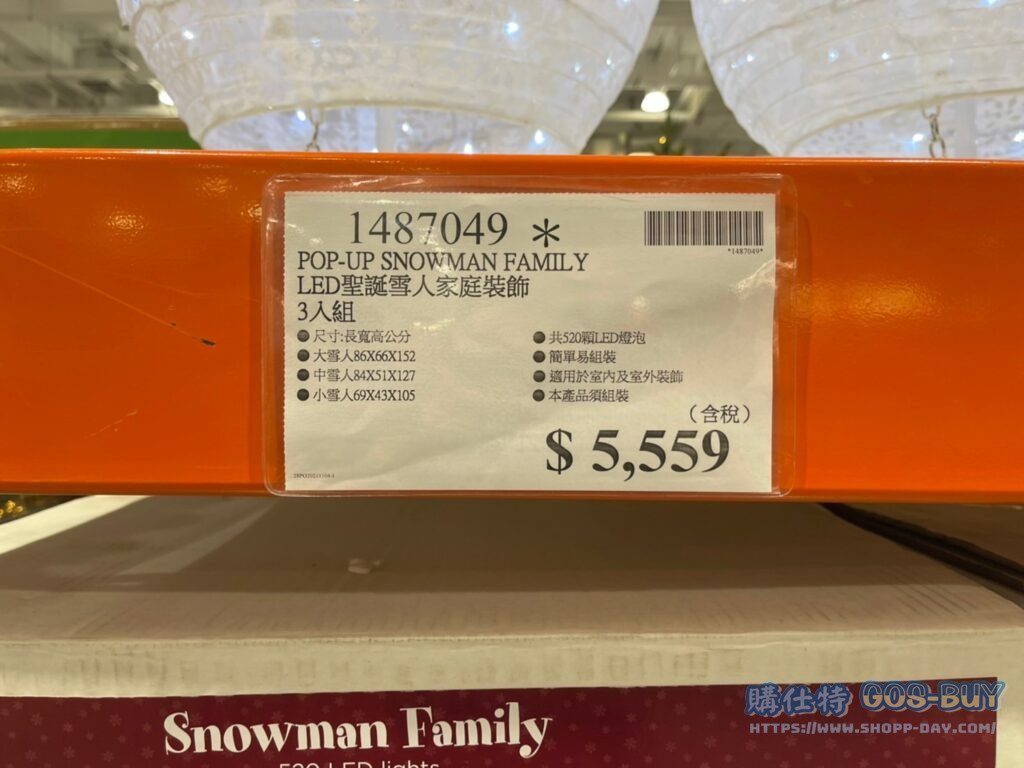 1487049 *
*1487049*
POP-UP SNOWMAN FAMILY
LED聖誕雪人家庭裝飾
3入組
●尺寸:長寬高公分
●大雪人86X66X152
●中雪人84X51X127
●小雪人69X43X105
●共520顆LED燈泡
●簡單易組裝
●適用於室內及室外裝飾
●本產品須組裝
(含稅)
$ 5,559
Snowman Family
520 LED lights
購仕特 GOS-BUY
HTTPS://WWW.SHOPP-DAY.COM/